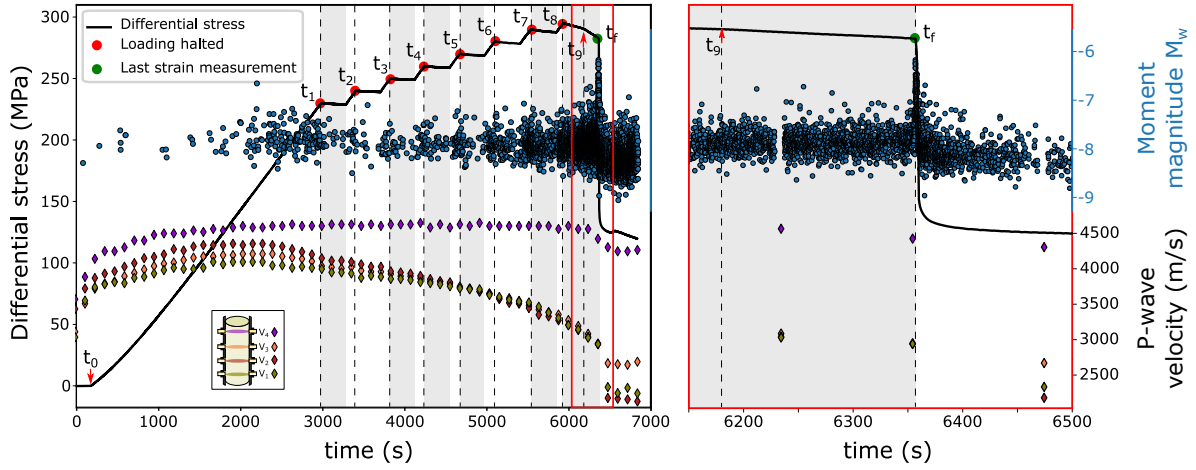 Differential stress
Loading halted
Last strain measurement
t0
t1
t2
t3
t4
t5
t6
t7
t8
t9
tf
V4
V3
V2
V1
Differential stress (MPa)
300
250
200
150
100
50
0
0 1000 2000 3000 4000 5000 6000 7000
time (s)
t9
tf
-6
-7
-8
-9
Moment
magnitude Mw
4500
4000
3500
3000
2500
P-wave
velocity (m/s)
6200 6300 6400 6500
time (s)